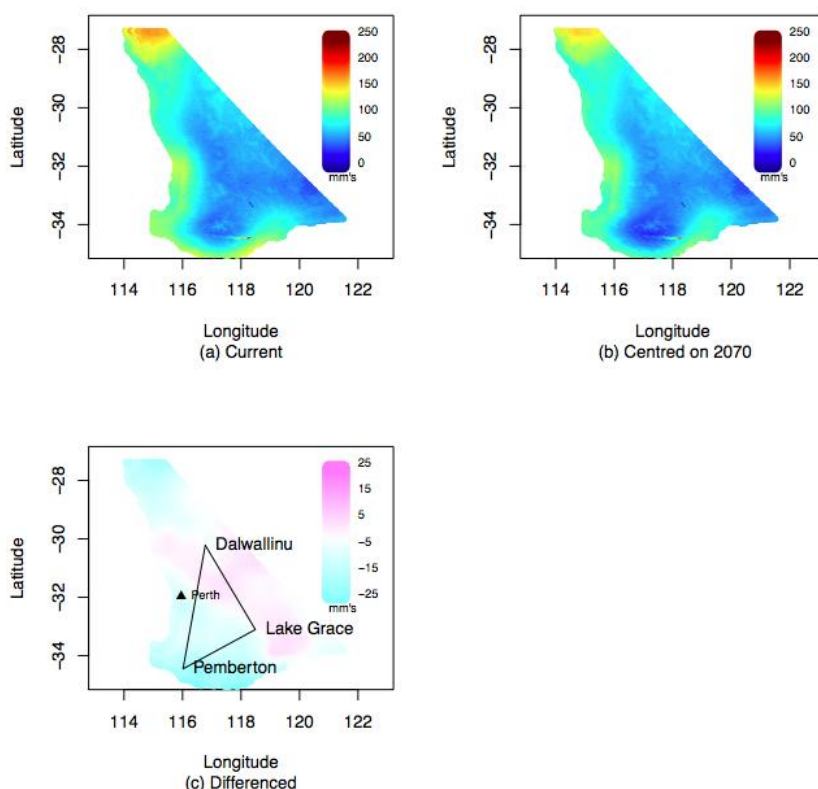 250
200
150
100
50
0
mm's
-28
-30
-32
-34
Latitude
114 116 118 120 122
Longitude
(a) Current
250
200
150
100
50
0
mm's
-28
-30
-32
-34
Latitude
114 116 118 120 122
Longitude
(b) Centred on 2070
25
15
5
-5
-15
-25
mm's
-28
-30
-32
-34
Latitude
Dalwallinu
Perth
Lake Grace
Pemberton
114 116 118 120 122
Longitude
(c) Differenced